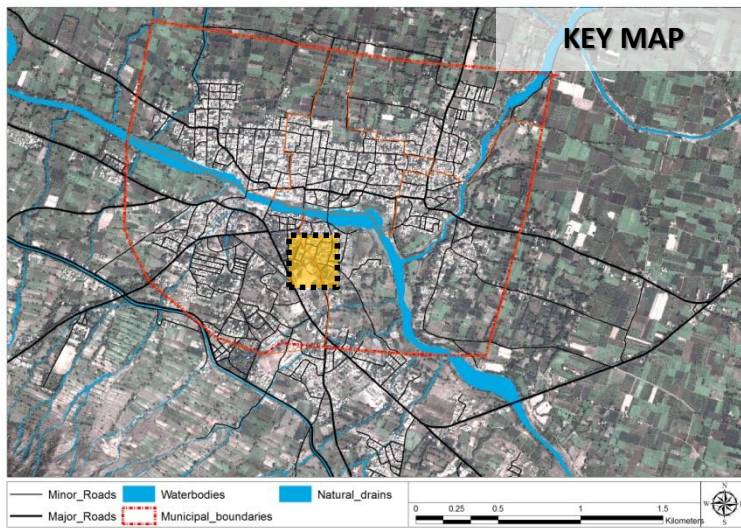 KEY MAP
Minor_Roads Waterbodies Natural_drains
Major_Roads Municipal_boundaries
0 0.25 0.5 1 1.5
Kilometers
N